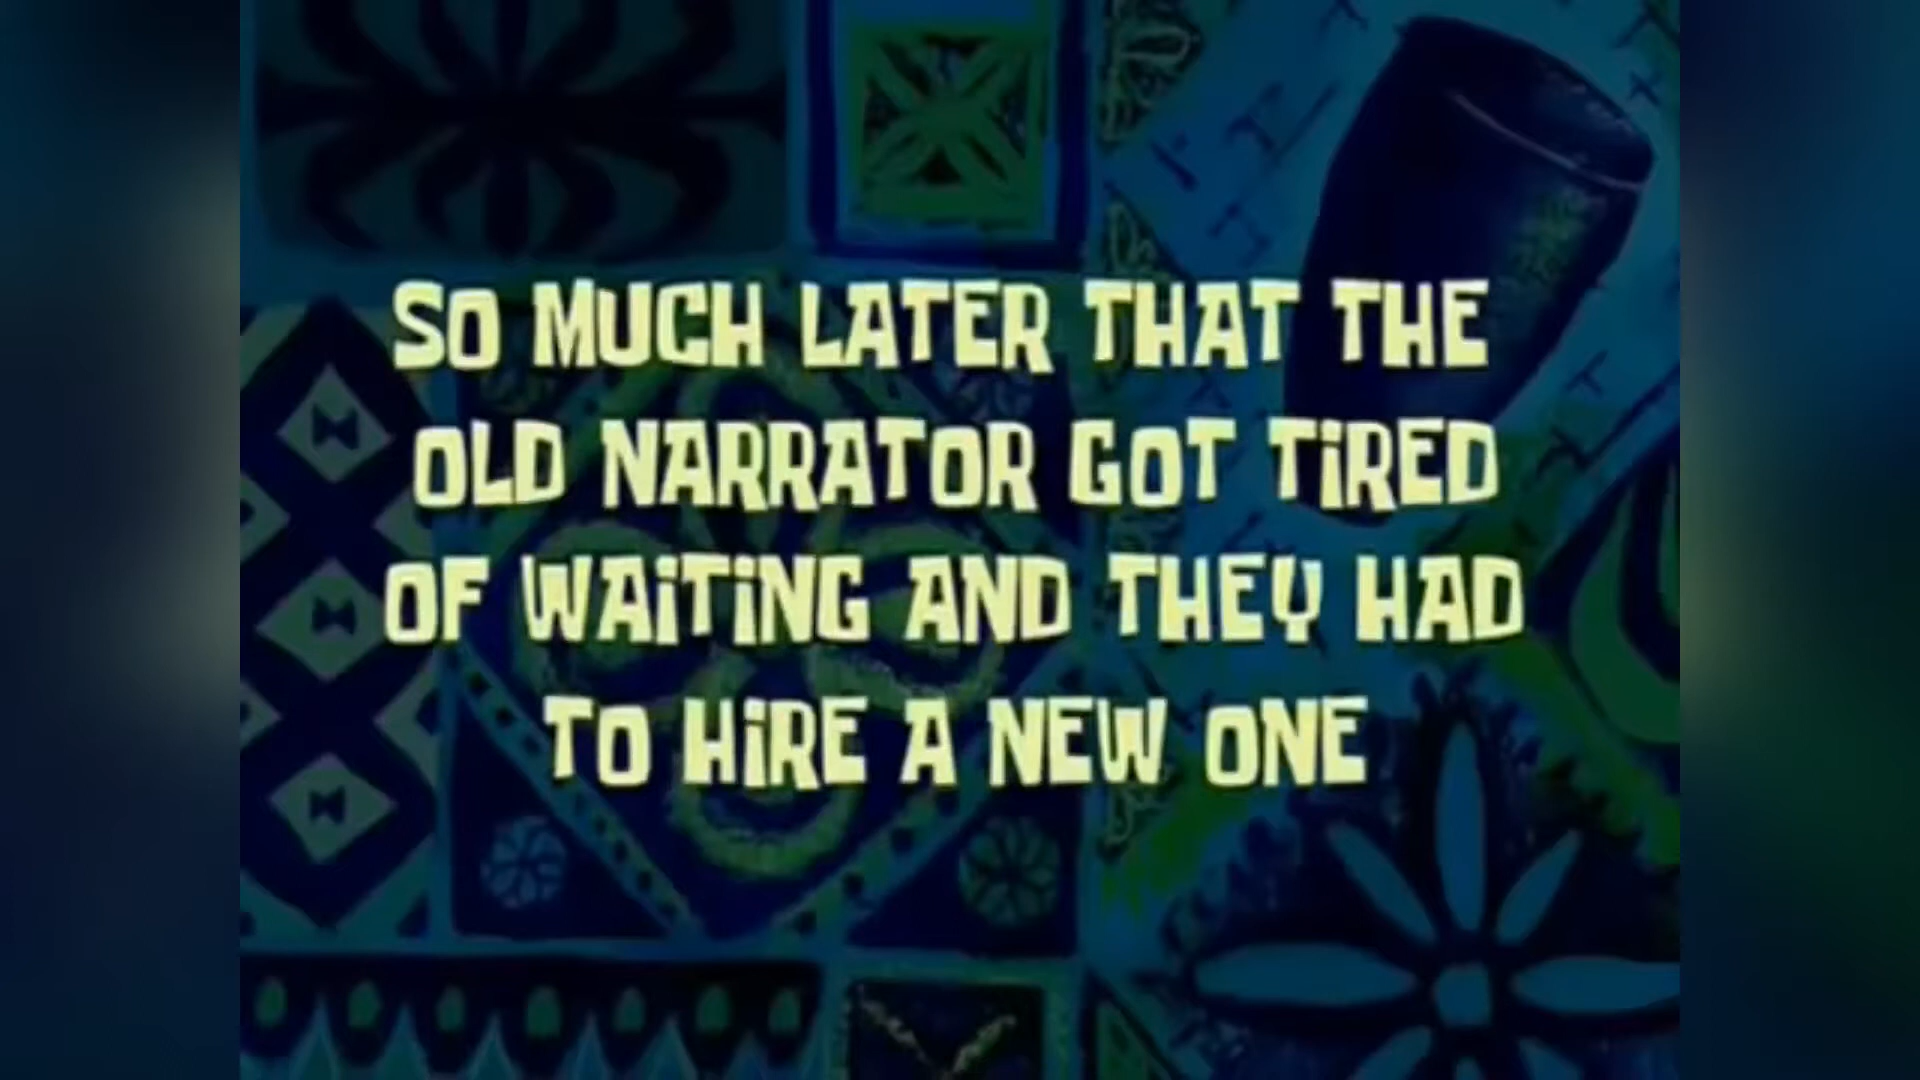 SO MUCH LATER THAT THE
OLD NARRATOR GOT TIRED
OF WAITING AND THEY HAD
TO HIRE A NEW ONE